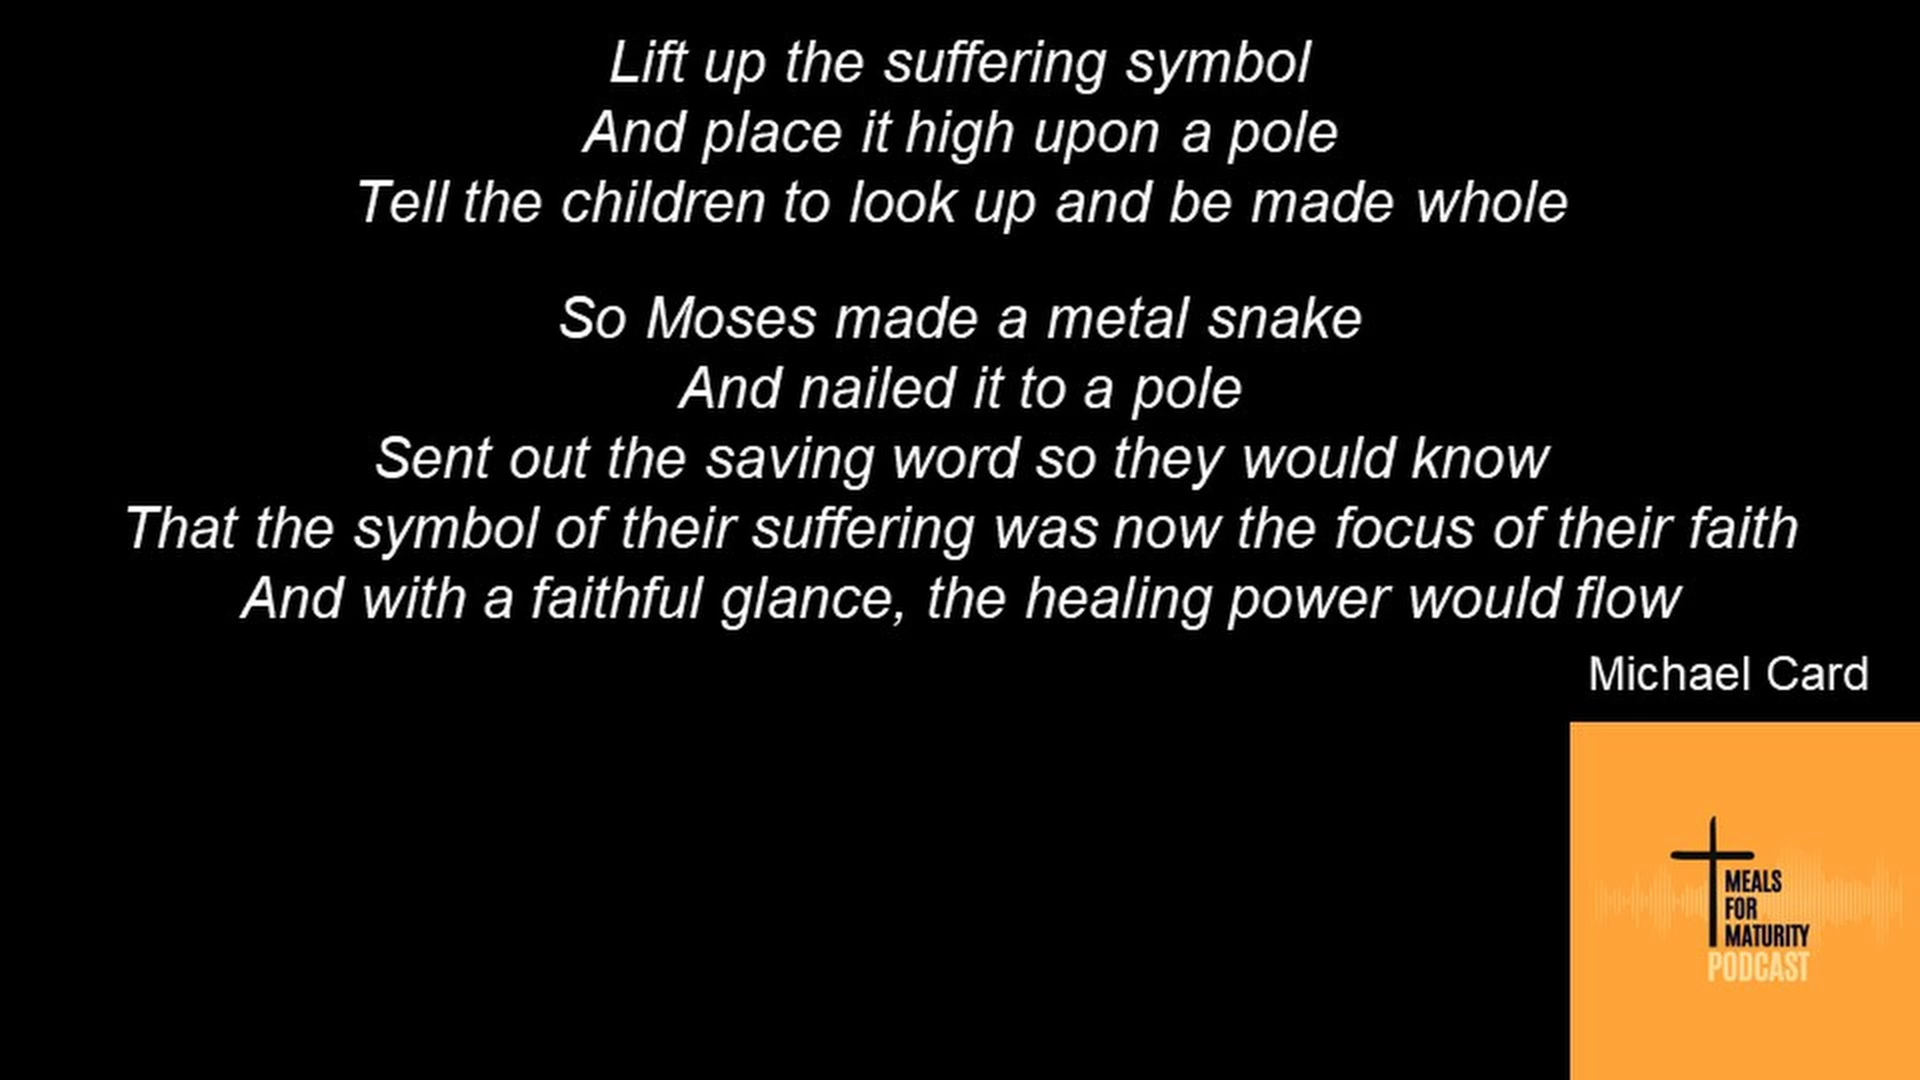 Lift up the suffering symbol
And place it high upon a pole
Tell the children to look up and be made whole
So Moses made a metal snake
And nailed it to a pole
Sent out the saving word so they would know
That the symbol of their suffering was now the focus of their faith
And with a faithful glance, the healing power would flow
Michael Card
MEALS
FOR
MATURITY
PODCAST